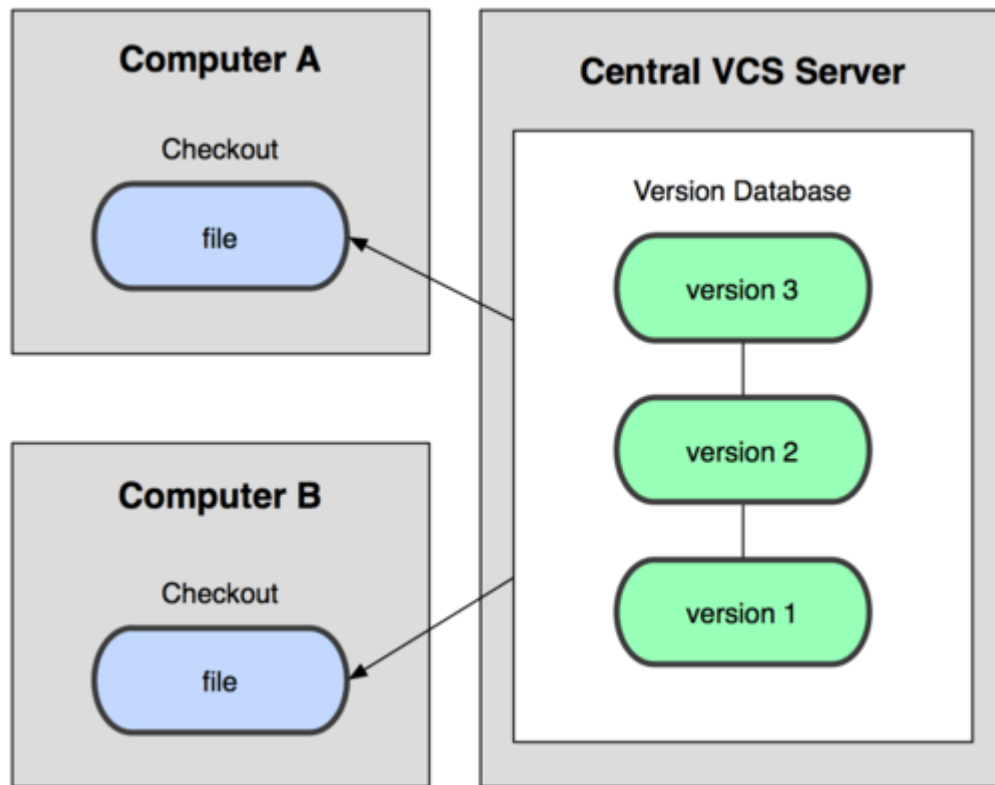 Computer A
Checkout
file
Computer B
Checkout
file
Central VCS Server
Version Database
version 3
version 2
version 1